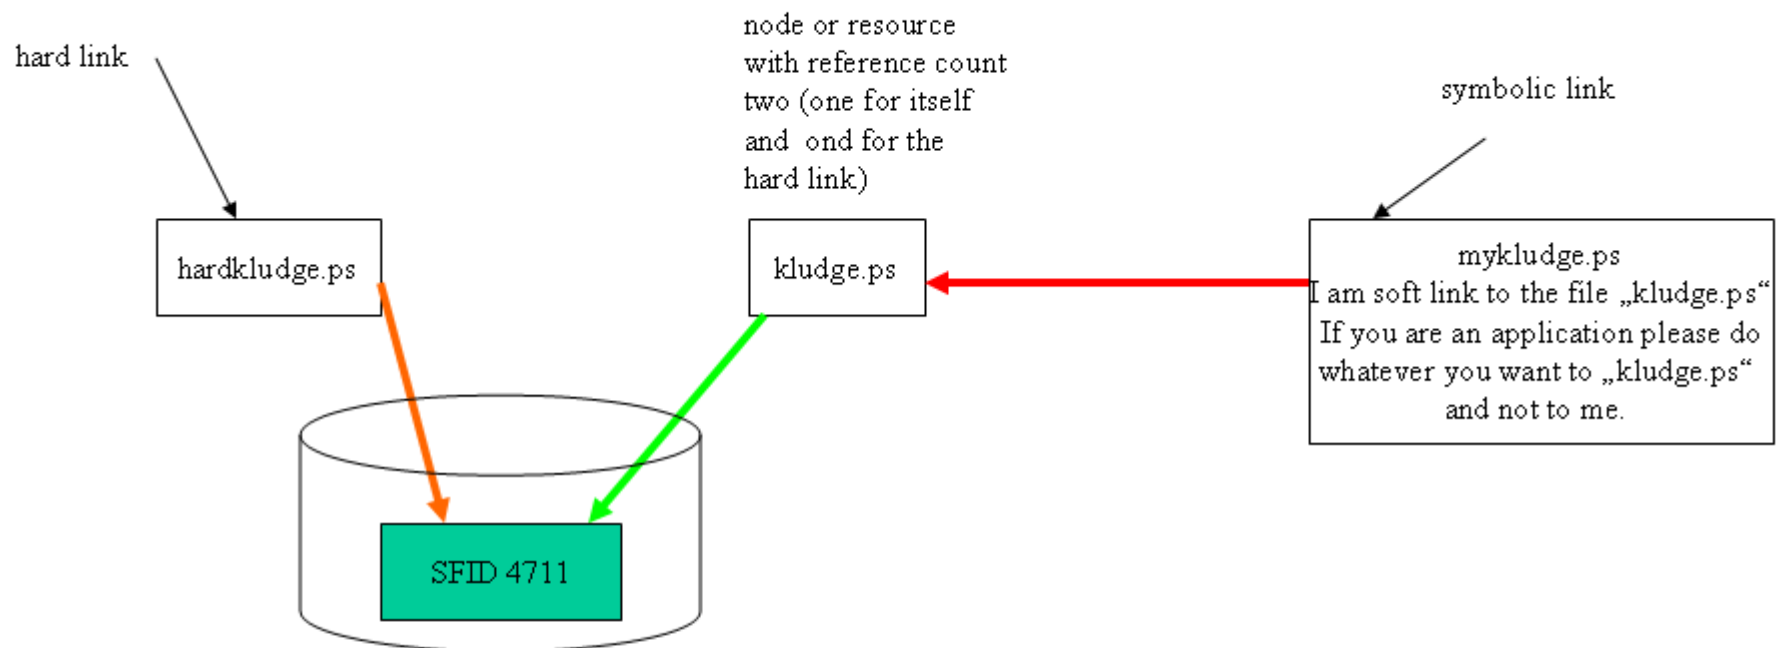 hard link
node or resource
with reference count
two (one for itself
and ond for the
hard link)
symbolic link
hardkludge.ps
kludge.ps
mykludge.ps
I am soft link to the file „kludge.ps“
If you are an application please do
whatever you want to „kludge.ps“
and not to me.
SFID 4711